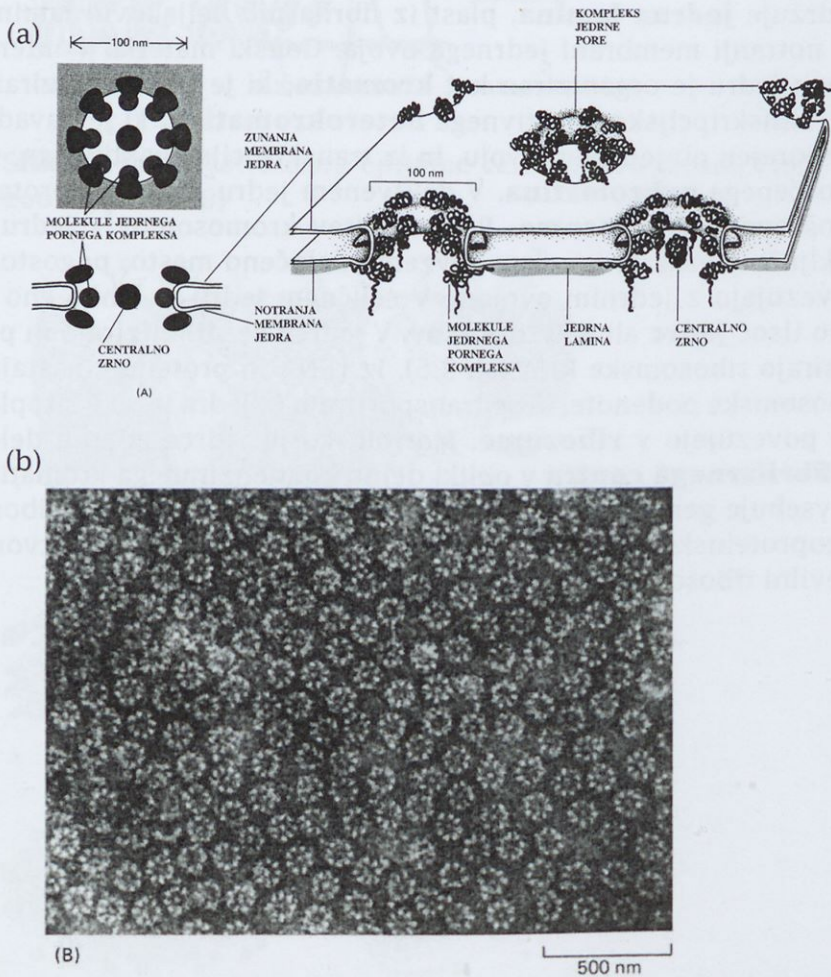 (a)
100 nm
MOLEKULE JEDRNEGA
PORNEGA KOMPLEKSA
CENTRALNO
ZRNO
(A)
NOTRANJA
MEMBRANA
JEDRA
ZUNANJA
MEMBRANA
JEDRA
KOMPLEKS
JEDRNE
PORE
100 nm
MOLEKULE
JEDRNEGA
PORNEGA
KOMPLEKSA
JEDRNA
LAMINA
CENTRALNO
ZRNO
(b)
(B)
500 nm